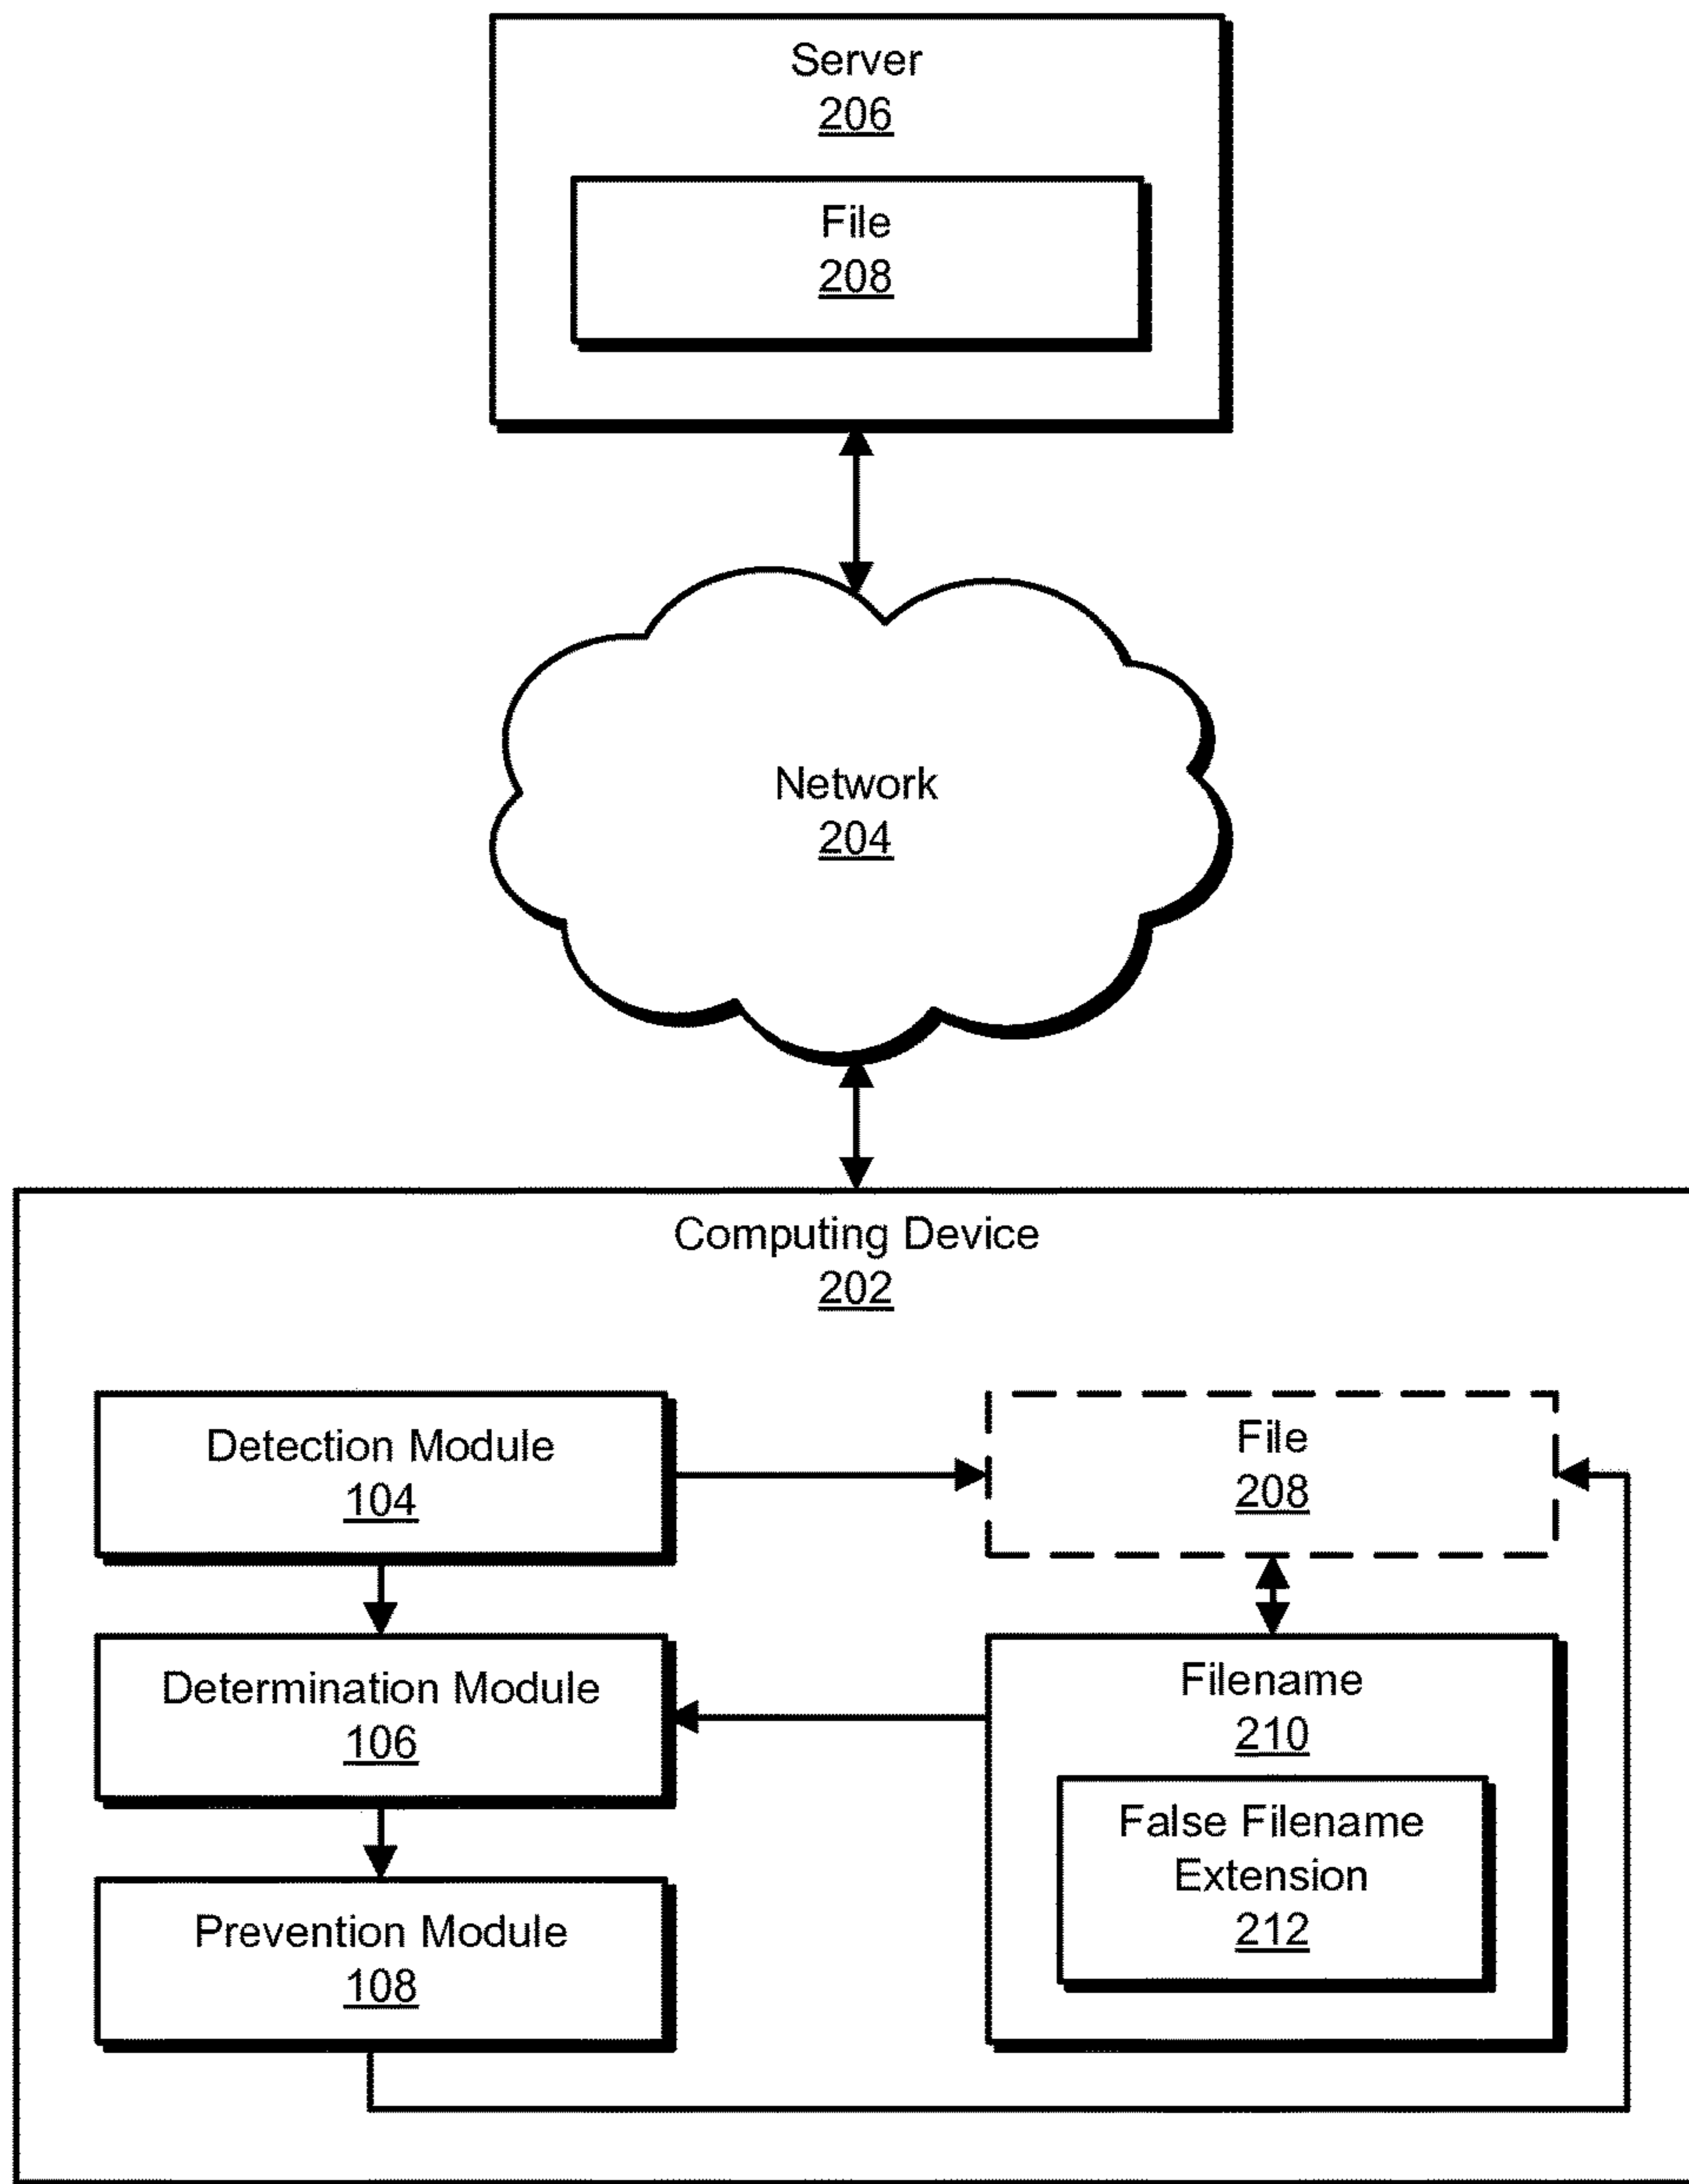 Server
206
File
208
Network
204
Computing Device
202
Detection Module
104
File
208
Determination Module
106
Filename
210
False Filename
Extension
212
Prevention Module
108